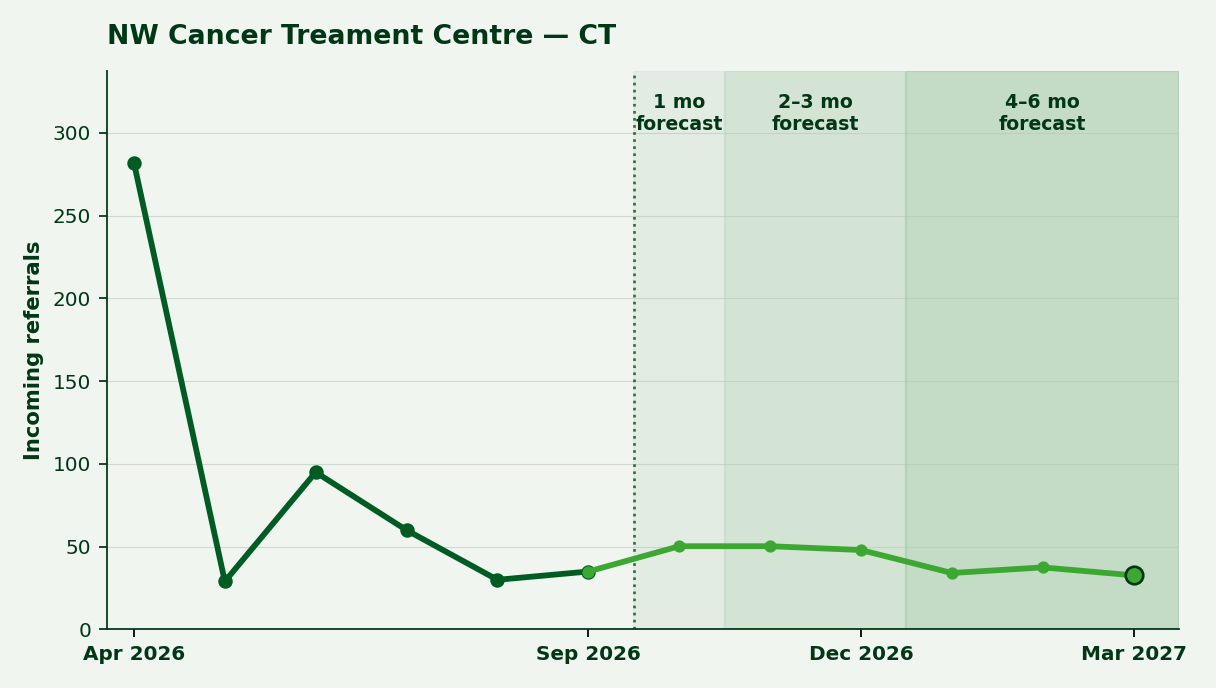 NW Cancer Treament Centre — CT
1 mo
forecast
2–3 mo
forecast
4–6 mo
forecast
Incoming referrals
300
250
200
150
100
50
0
Apr 2026
Sep 2026
Dec 2026
Mar 2027